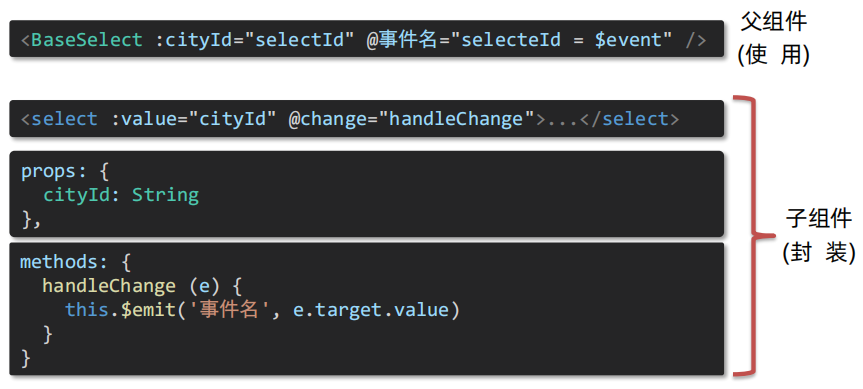 <BaseSelect :cityId="selectId" @事件名="selecteId = $event" />
父组件
(使 用)
<select :value="cityId" @change="handleChange">...</select>
props: {
  cityId: String
},
methods: {
  handleChange (e) {
    this.$emit('事件名', e.target.value)
  }
}
子组件
(封 装)